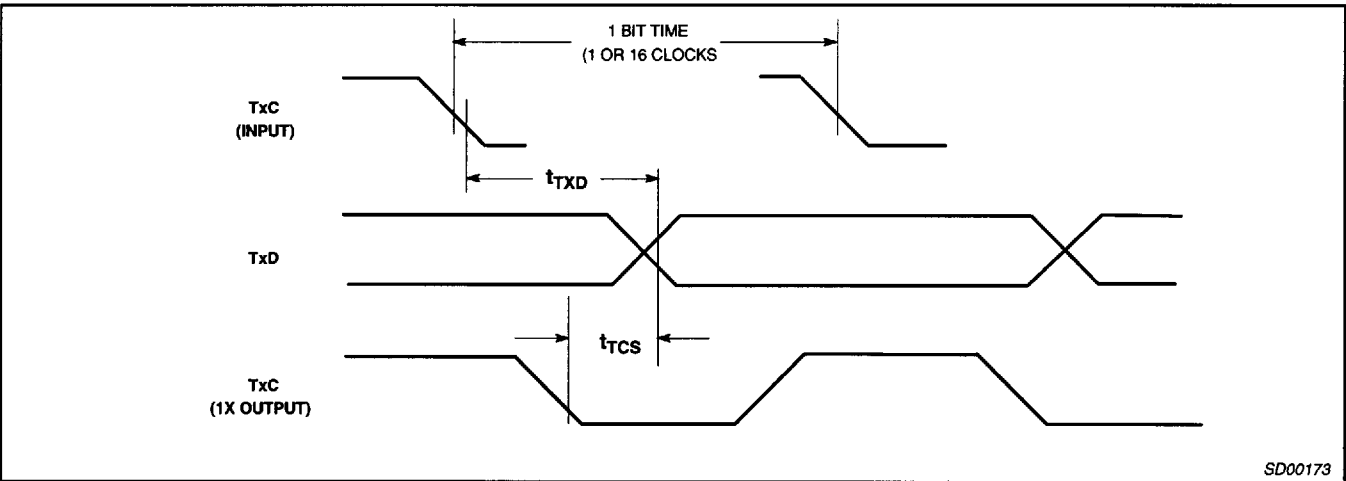 1 BIT TIME
(1 OR 16 CLOCKS
TxC
(INPUT)
tTXD
TxD
tTCS
TxC
(1X OUTPUT)
SD00173